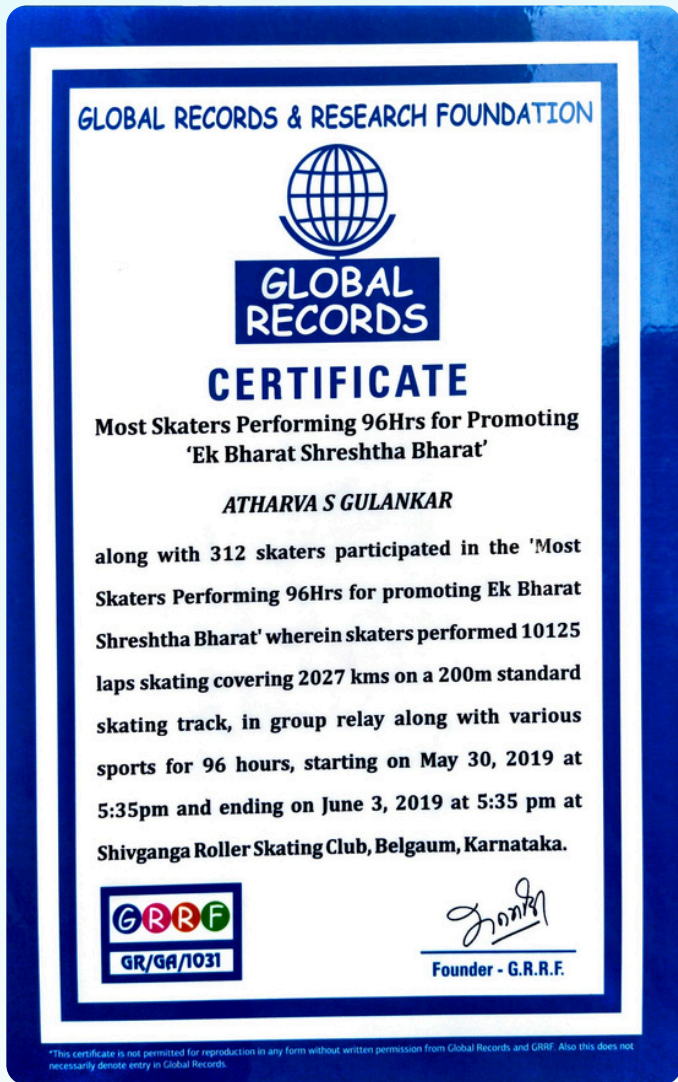 GLOBAL RECORDS & RESEARCH FOUNDATION
GLOBAL
RECORDS
CERTIFICATE
Most Skaters Performing 96Hrs for Promoting
‘Ek Bharat Shreshtha Bharat’
ATHARVA S GULANKAR
along with 312 skaters participated in the 'Most
Skaters Performing 96Hrs for promoting Ek Bharat
Shreshtha Bharat' wherein skaters performed 10125
laps skating covering 2027 kms on a 200m standard
skating track, in group relay along with various
sports for 96 hours, starting on May 30, 2019 at
5:35pm and ending on June 3, 2019 at 5:35 pm at
Shivganga Roller Skating Club, Belgaum, Karnataka.
GRRF
GR/GA/1031
Founder - G.R.R.F.
*This certificate is not permitted for reproduction in any form without written permission from Global Records and GRRF. Also this does not
necessarily denote entry in Global Records.